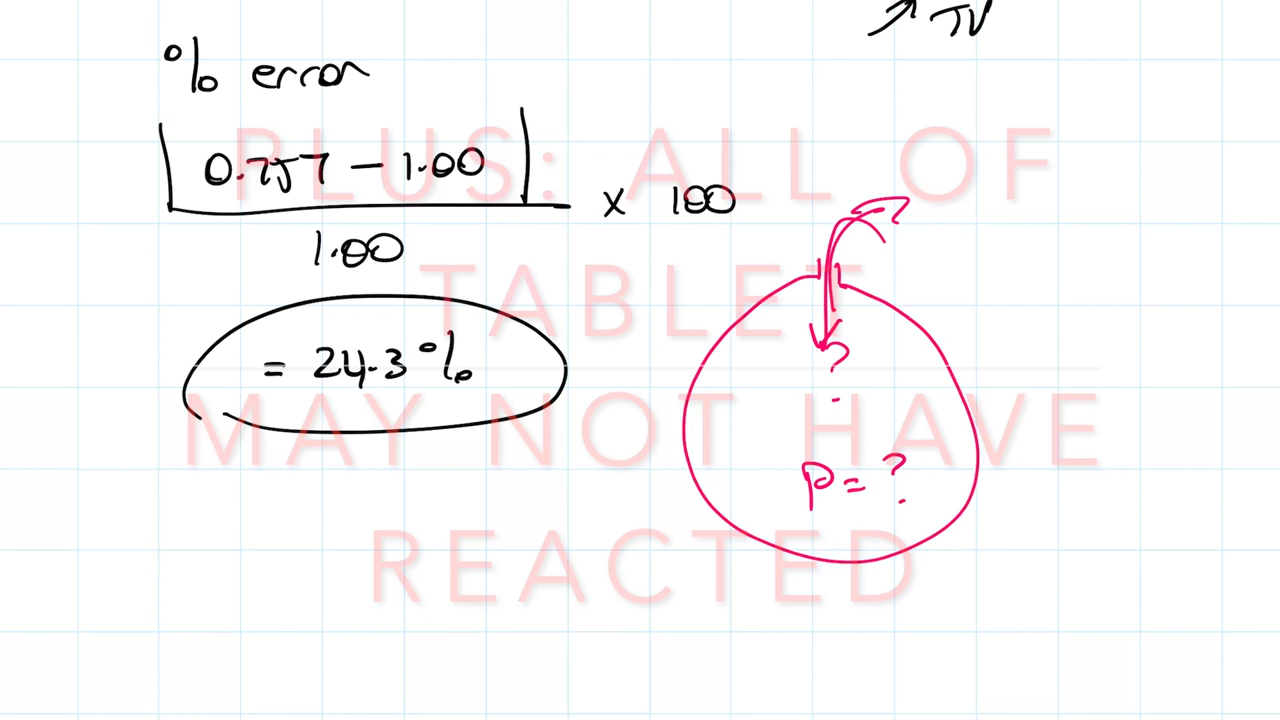 TV
% error
|0.757 - 1.00|
x 100
1.00
= 24.3 %
?
P = ?
PLUS: ALL OF
TABLET
MAY NOT HAVE
REACTED